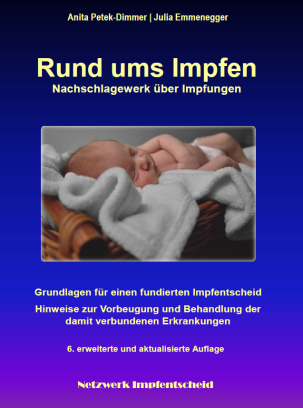 Anita Petek-Dimmer | Julia Emmenegger
Rund ums Impfen
Nachschlagewerk über Impfungen
Grundlagen für einen fundierten Impfentscheid
Hinweise zur Vorbeugung und Behandlung der
damit verbundenen Erkrankungen
6. erweiterte und aktualisierte Auflage
Netzwerk Impfentscheid